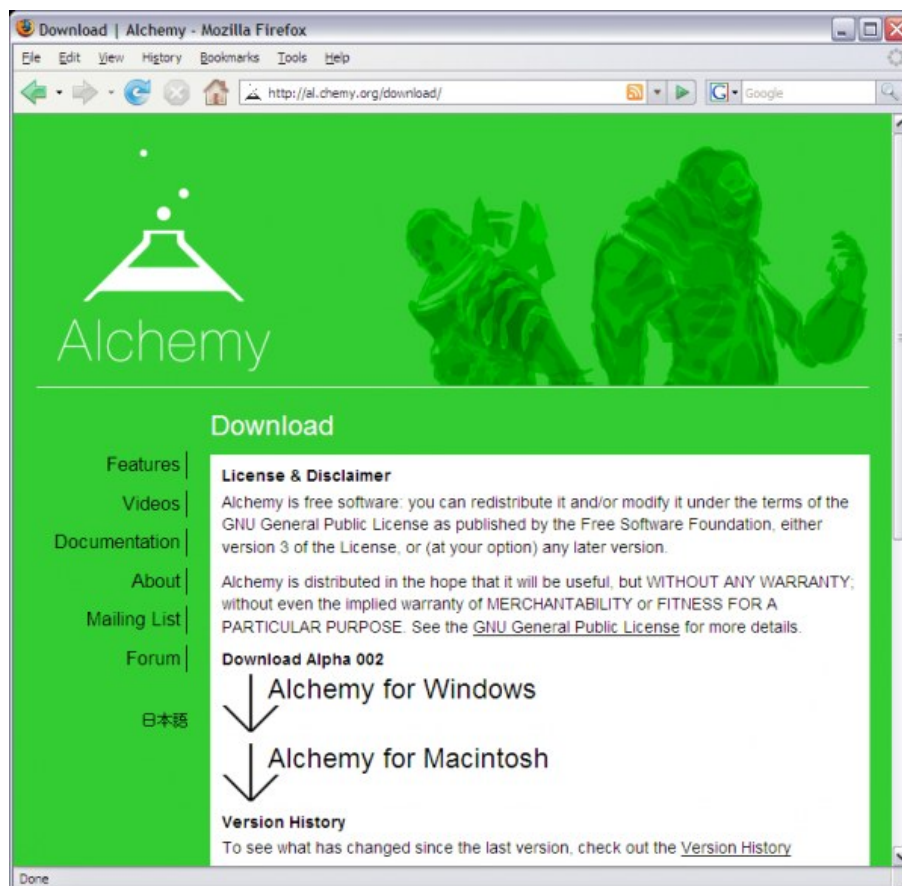 Download | Alchemy - Mozilla Firefox
File Edit View History Bookmarks Tools Help
http://al.chemy.org/download/
G Google
Alchemy
Download
Features
Videos
Documentation
About
Mailing List
Forum
日本語
License & Disclaimer
Alchemy is free software: you can redistribute it and/or modify it under the terms of the
GNU General Public License as published by the Free Software Foundation, either
version 3 of the License, or (at your option) any later version.
Alchemy is distributed in the hope that it will be useful, but WITHOUT ANY WARRANTY;
without even the implied warranty of MERCHANTABILITY or FITNESS FOR A
PARTICULAR PURPOSE. See the GNU General Public License for more details.
Download Alpha 002
Alchemy for Windows
Alchemy for Macintosh
Version History
To see what has changed since the last version, check out the Version History
Done